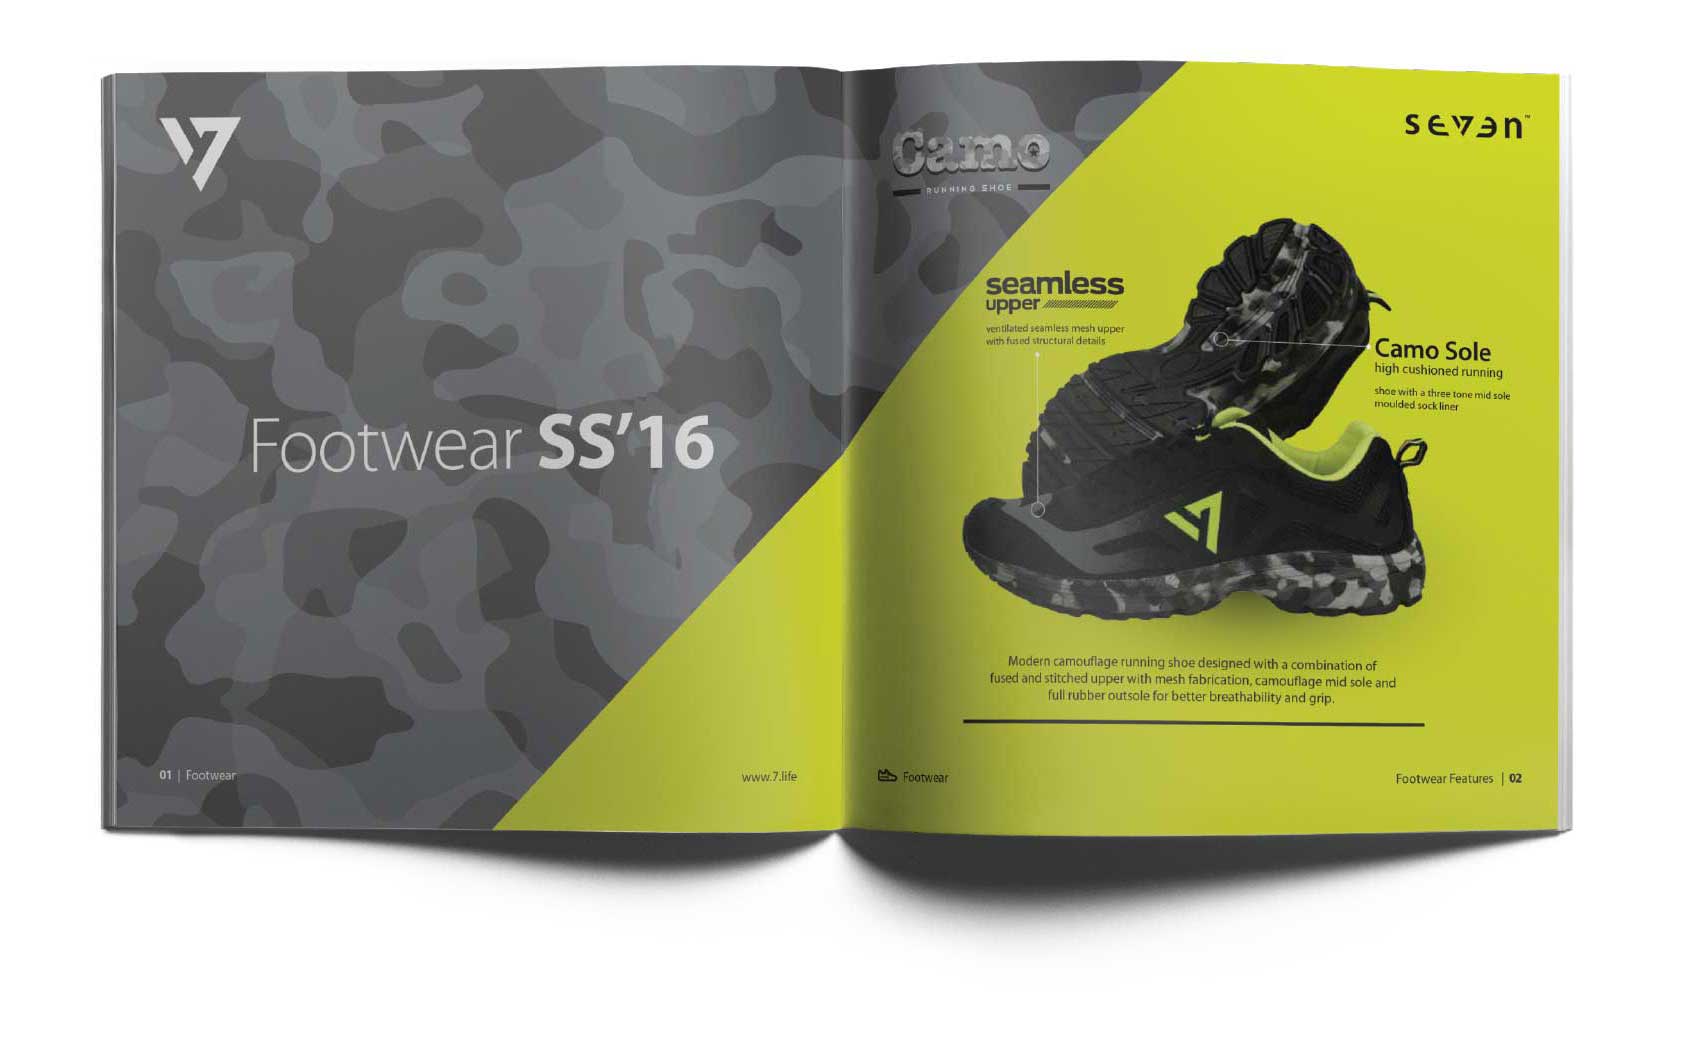 Footwear SS'16
01 | Footwear
www.7.life
Camo
RUNNING SHOE
SEVEN™
seamless
upper
ventilated seamless mesh upper
with fused structural details
Camo Sole
high cushioned running
shoe with a three tone mid sole
moulded sock liner
7
Modern camouflage running shoe designed with a combination of
fused and stitched upper with mesh fabrication, camouflage mid sole and
full rubber outsole for better breathability and grip.
Footwear
Footwear Features | 02